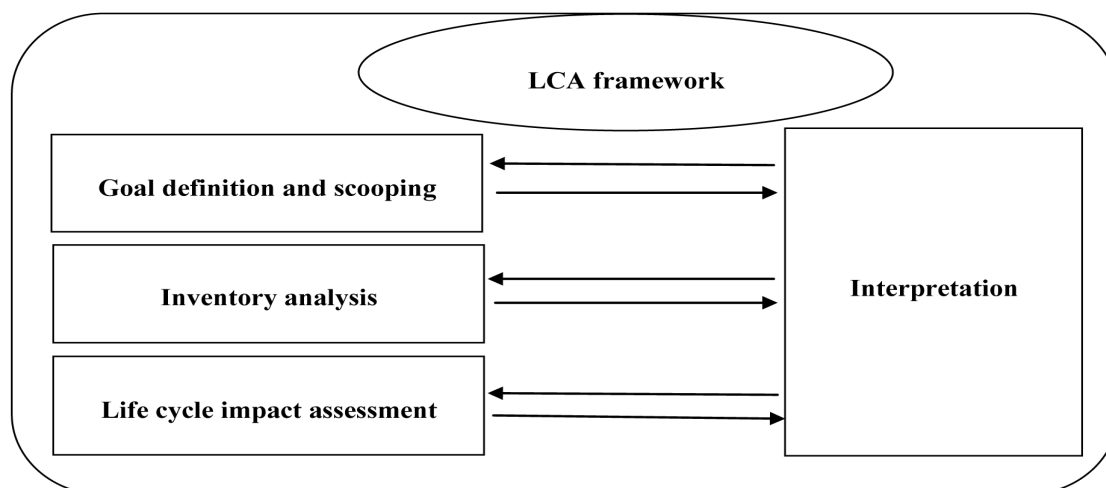 LCA framework
Goal definition and scooping
Inventory analysis
Life cycle impact assessment
Interpretation